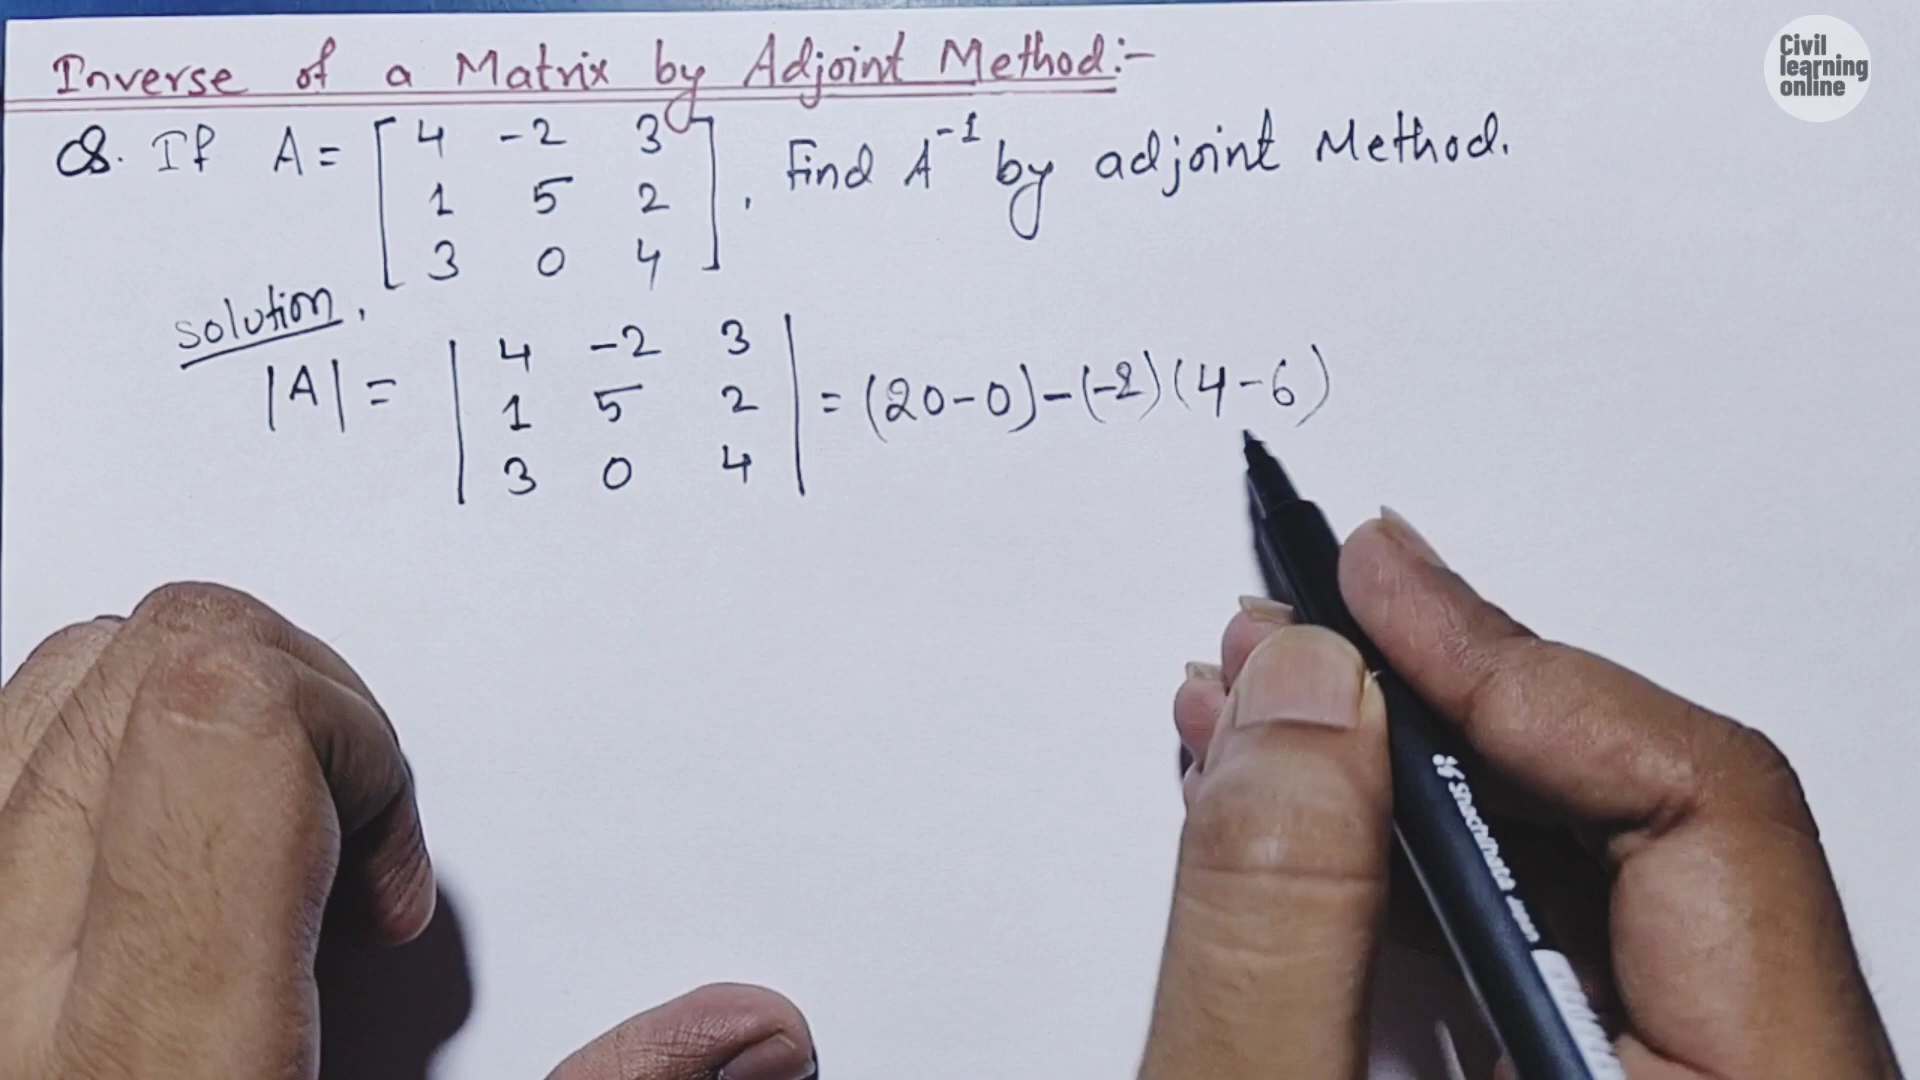 Inverse of a Matrix by Adjoint Method:-
Q. If A = [ 4 -2 3 ], Find A⁻¹ by adjoint Method.
1 5 2
3 0 4
Solution,
|A| = | 4 -2 3 | = (20-0)-(-2)(4-6)
1 5 2
3 0 4
Civil
learning
online
Shachihata Japan